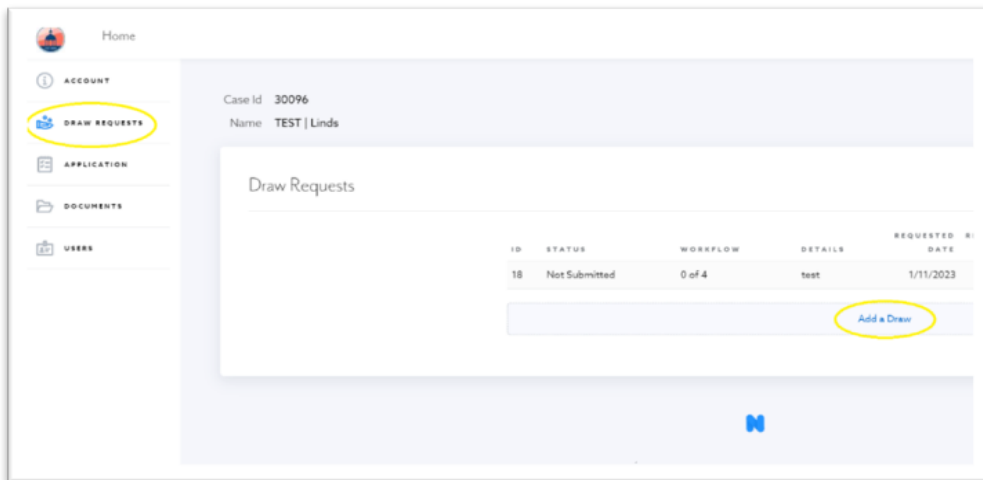 Home
ACCOUNT
DRAW REQUESTS
APPLICATION
DOCUMENTS
USERS
Case Id 30096
Name TEST | Linds
Draw Requests
ID STATUS WORKFLOW DETAILS REQUESTED DATE
18 Not Submitted 0 of 4 test 1/11/2023
Add a Draw